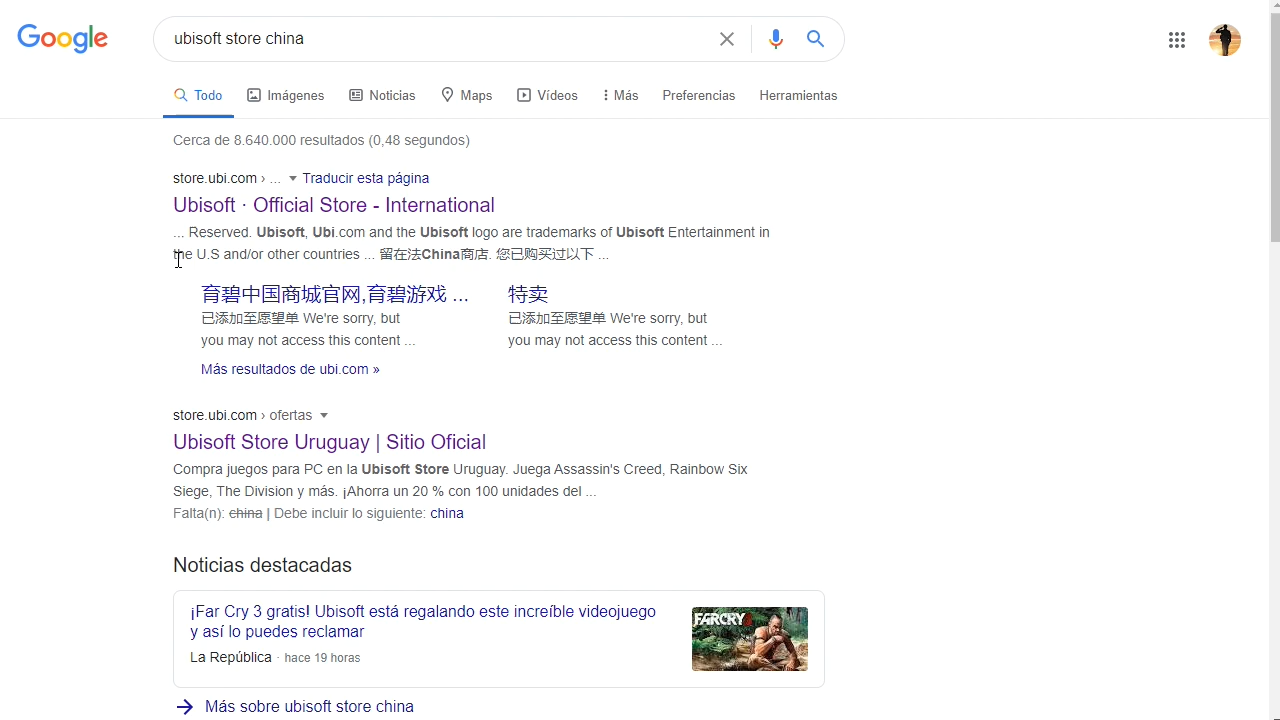 Google
ubisoft store china
Todo
Imágenes
Noticias
Maps
Vídeos
Más
Preferencias
Herramientas
Cerca de 8.640.000 resultados (0,48 segundos)
store.ubi.com › ... Traducir esta página
Ubisoft · Official Store - International
... Reserved. Ubisoft, Ubi.com and the Ubisoft logo are trademarks of Ubisoft Entertainment in
the U.S and/or other countries ... 留在法China商店. 您已购买过以下 ...
育碧中国商城官网,育碧游戏 ...
已添加至愿望单 We're sorry, but
you may not access this content ...
特卖
已添加至愿望单 We're sorry, but
you may not access this content ...
Más resultados de ubi.com »
store.ubi.com › ofertas
Ubisoft Store Uruguay | Sitio Oficial
Compra juegos para PC en la Ubisoft Store Uruguay. Juega Assassin's Creed, Rainbow Six
Siege, The Division y más. ¡Ahorra un 20 % con 100 unidades del ...
Falta(n): china | Debe incluir lo siguiente: china
Noticias destacadas
¡Far Cry 3 gratis! Ubisoft está regalando este increíble videojuego
y así lo puedes reclamar
La República · hace 19 horas
FARCRY3
Más sobre ubisoft store china